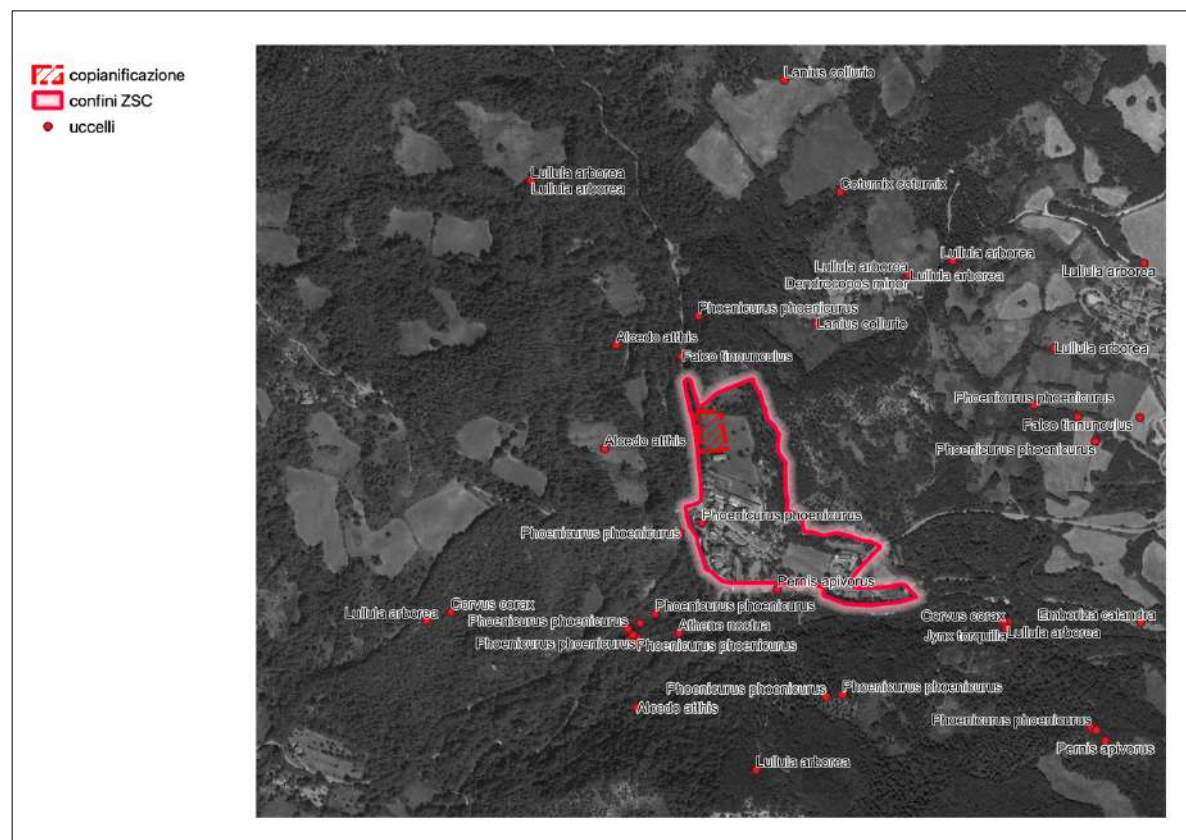 copianificazione
confini ZSC
uccelli
Lanius collurio
Lullula arborea
Lullula arborea
Coturnix coturnix
Lullula arborea
Lullula arborea
Lullula arborea
Lullula arborea
Dendrocopos minor
Phoenicurus phoenicurus
Lanius collurio
Alcedo atthis
Lullula arborea
Falco tinnunculus
Phoenicurus phoenicurus
Falco tinnunculus
Alcedo atthis
Phoenicurus phoenicurus
Phoenicurus phoenicurus
Phoenicurus phoenicurus
Pernis apivorus
Corvus corax
Phoenicurus phoenicurus
Lullula arborea
Corvus corax
Emberiza calandra
Phoenicurus phoenicurus
Athene noctua
Jynx torquilla
Lullula arborea
Phoenicurus phoenicurus
Phoenicurus phoenicurus
Phoenicurus phoenicurus
Phoenicurus phoenicurus
Alcedo atthis
Phoenicurus phoenicurus
Pernis apivorus
Lullula arborea